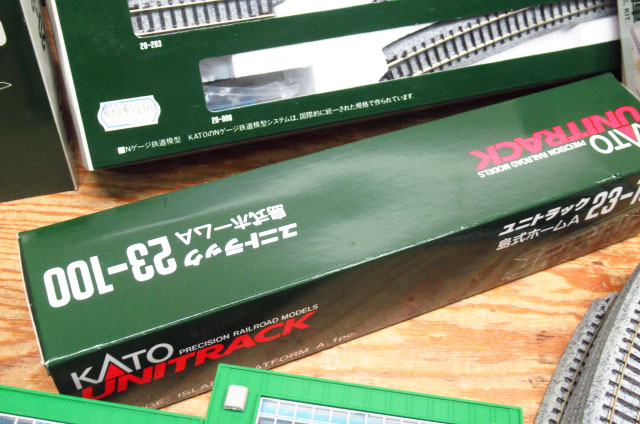 20-203
20-000
■Nゲージ鉄道模型 KATOのNゲージ鉄道模型システムは、国際的に統一された規格で作られています。
KATO
PRECISION RAILROAD MODELS
UNITRACK
ユニトラック 23-100
島式ホームA
ユニトラック
島式ホームA
KATO PRECISION RAILROAD MODELS
UNITRACK
PLATFORM A 1pc.